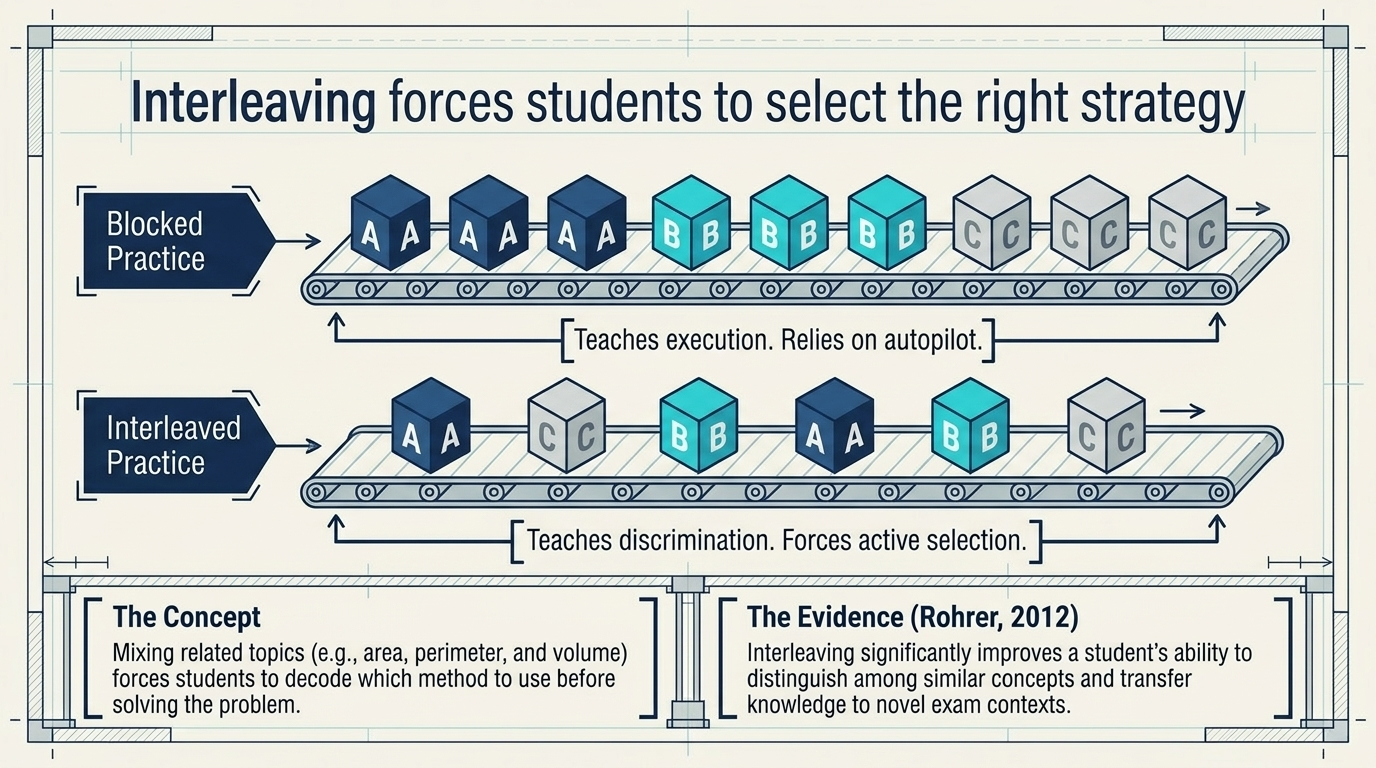 Interleaving forces students to select the right strategy
Blocked
Practice
A A A A A A B B B B B B C C C C C C
[Teaches execution. Relies on autopilot.]
Interleaved
Practice
A A C C B B A A B B C C
[Teaches discrimination. Forces active selection.]
The Concept
Mixing related topics (e.g., area, perimeter, and volume)
forces students to decode which method to use before
solving the problem.
The Evidence (Rohrer, 2012)
Interleaving significantly improves a student's ability to
distinguish among similar concepts and transfer
knowledge to novel exam contexts.